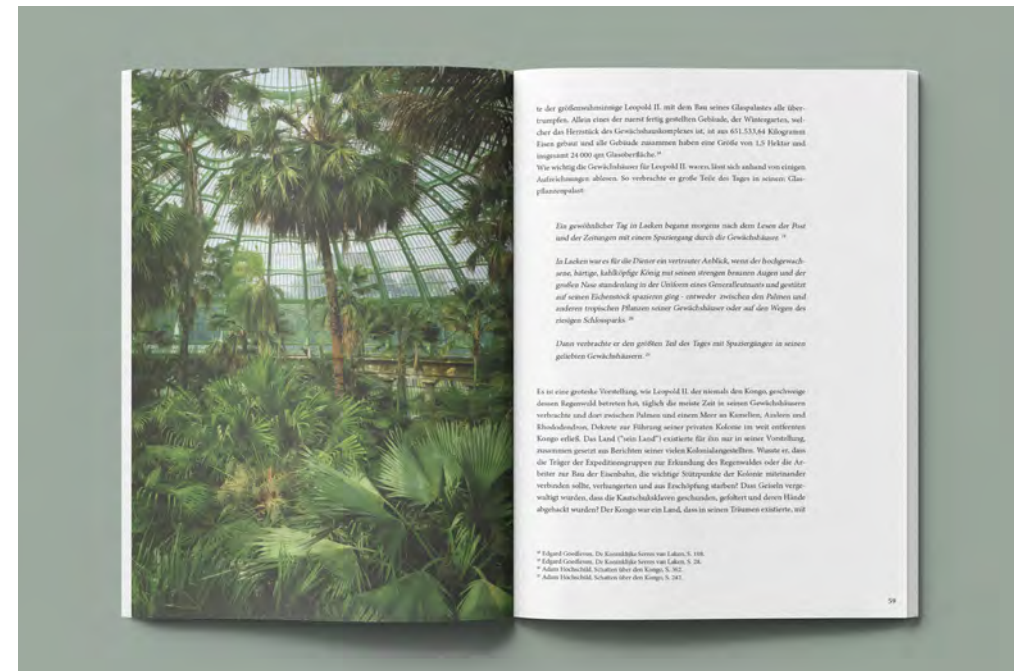 te der größenwahnsinnige Leopold II. mit dem Bau seines Glaspalastes alle über-
trumpfen. Allein eines der zuerst fertig gestellten Gebäude, der Wintergarten, wel-
cher das Herzstück des Gewächshauskomplexes ist, ist aus 651.533,64 Kilogramm
Eisen gebaut und alle Gebäude zusammen haben eine Größe von 1,5 Hektar und
insgesamt 24 000 qm Glasoberfläche.
Wie wichtig die Gewächshäuser für Leopold II. waren, lässt sich anhand von einigen
Aufzeichnungen ablesen. So verbrachte er große Teile des Tages in seinem Glas-
pflanzenpalast:
Ein gewöhnlicher Tag in Laeken begann morgens nach dem Lesen der Post
und der Zeitungen mit einem Spaziergang durch die Gewächshäuser.
In Laeken war es für die Diener ein vertrauter Anblick, wenn der hochgewach-
sene, bärtige, kahlköpfige König mit seinen strengen braunen Augen und der
großen Nase stundenlang in der Uniform eines Generalleutnants und gestützt
auf seinen Eichenstock spazieren ging - entweder zwischen den Palmen und
anderen tropischen Pflanzen seiner Gewächshäuser oder auf den Wegen des
riesigen Schlossparks.
Dann verbrachte er den größten Teil des Tages mit Spaziergängen in seinen
geliebten Gewächshäusern.
Es ist eine groteske Vorstellung, wie Leopold II. der niemals den Kongo, geschweige
dessen Regenwald betreten hat, täglich die meiste Zeit in seinen Gewächshäusern
verbrachte und dort zwischen Palmen und einem Meer an Kamelien, Azaleen und
Rhododendron, Dekrete zur Führung seiner privaten Kolonie im weit entfernten
Kongo erließ. Das Land ("sein Land") existierte für ihn nur in seiner Vorstellung,
zusammen gesetzt aus Berichten seiner vielen Kolonialangestellten. Wusste er, dass
die Träger der Expeditionsgruppen zur Erkundung des Regenwaldes oder die Ar-
beiter zur Bau der Eisenbahn, die wichtige Stützpunkte der Kolonie miteinander
verbinden sollte, verhungerten und aus Erschöpfung starben? Dass Geiseln verge-
waltigt wurden, dass die Kautschuksklaven geschunden, gefoltert und deren Hände
abgehackt wurden? Der Kongo war ein Land, dass in seinen Träumen existierte, mit
Edgard Goedleven, De Koninklijke Serres van Laken, S. 108.
Edgard Goedleven, De Koninklijke Serres van Laken, S. 28.
Adam Hochschild, Schatten über den Kongo, S. 362.
Adam Hochschild, Schatten über den Kongo, S. 241.
59